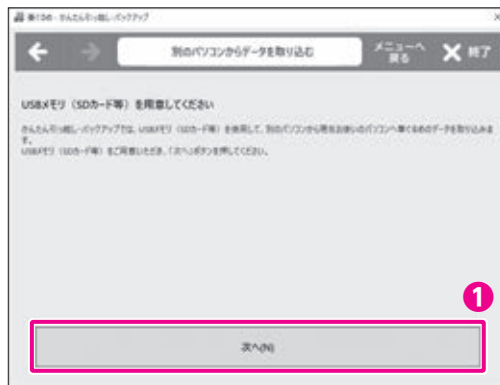 筆ぐるめ - かんたん引っ越し・バックアップ
別のパソコンからデータを取り込む
メニューへ
戻る
終了
USBメモリ（SDカード等）を用意してください
かんたん引っ越し・バックアップでは、USBメモリ（SDカード等）を使用して、別のパソコンから現在お使いのパソコンへ筆ぐるめのデータを取り込みま
す。
USBメモリ（SDカード等）をご用意いただき、「次へ」ボタンを押してください。
1
次へ(N)